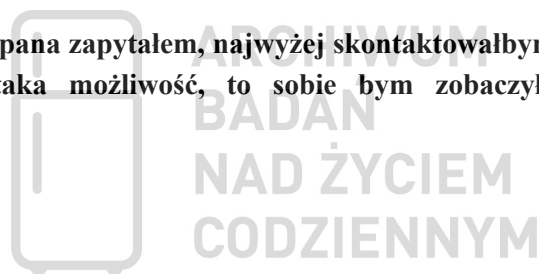 pana zapytałem, najwyżej skontaktowałbym
taka możliwość, to sobie bym zobaczył
ARCHIWUM
BADAŃ
NAD ŻYCIEM
CODZIENNYM